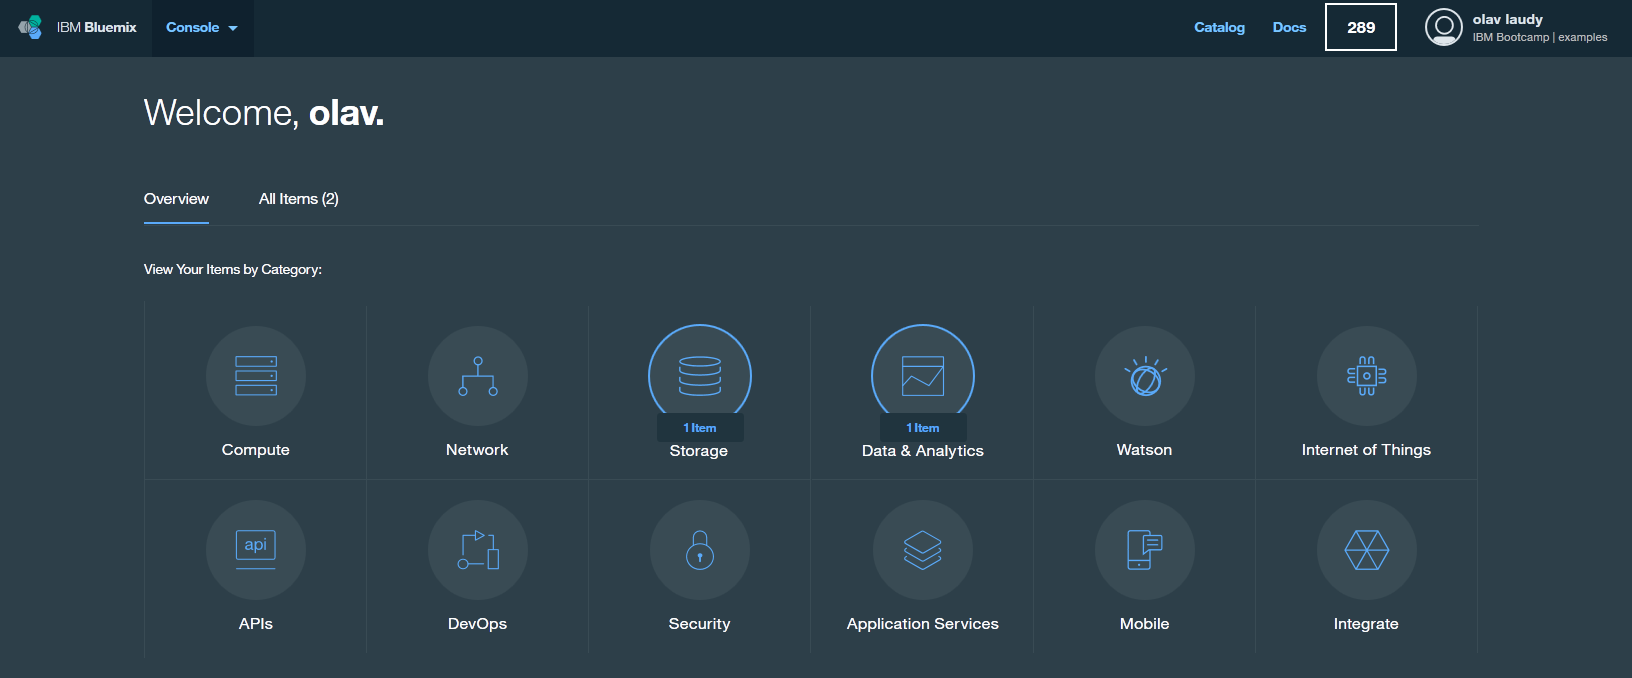 IBM Bluemix
Console
Catalog
Docs
289
olav laudy
IBM Bootcamp | examples
Welcome, olav.
Overview
All Items (2)
View Your Items by Category:
1 Item
1 Item
Compute
Network
Storage
Data & Analytics
Watson
Internet of Things
api
APIs
DevOps
Security
Application Services
Mobile
Integrate